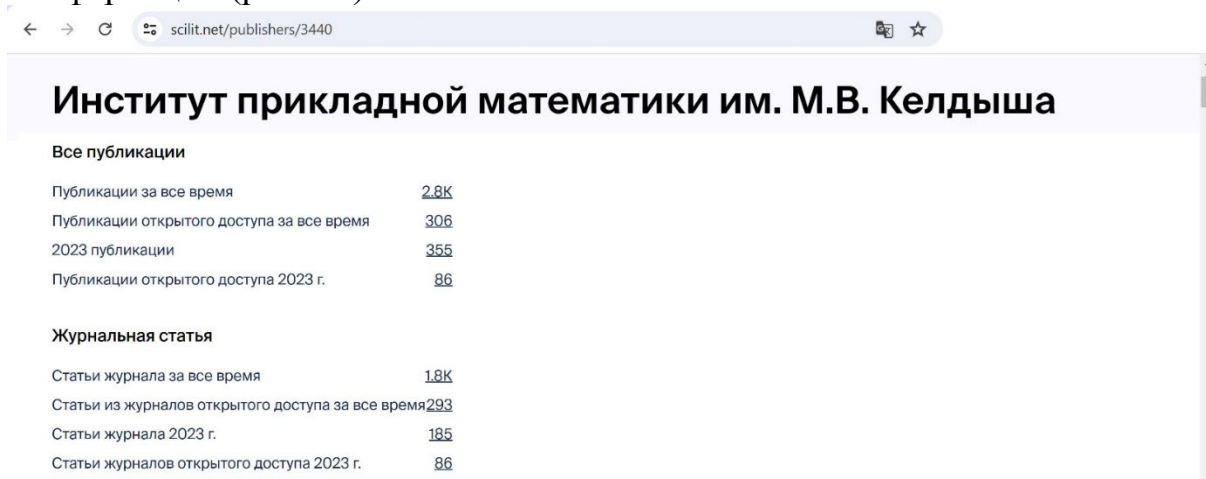 scilit.net/publishers/3440
Институт прикладной математики им. М.В. Келдыша
Все публикации
Публикации за все время 2.8K
Публикации открытого доступа за все время 306
2023 публикации 355
Публикации открытого доступа 2023 г. 86
Журнальная статья
Статьи журнала за все время 1.8K
Статьи из журналов открытого доступа за все время 293
Статьи журнала 2023 г. 185
Статьи журналов открытого доступа 2023 г. 86